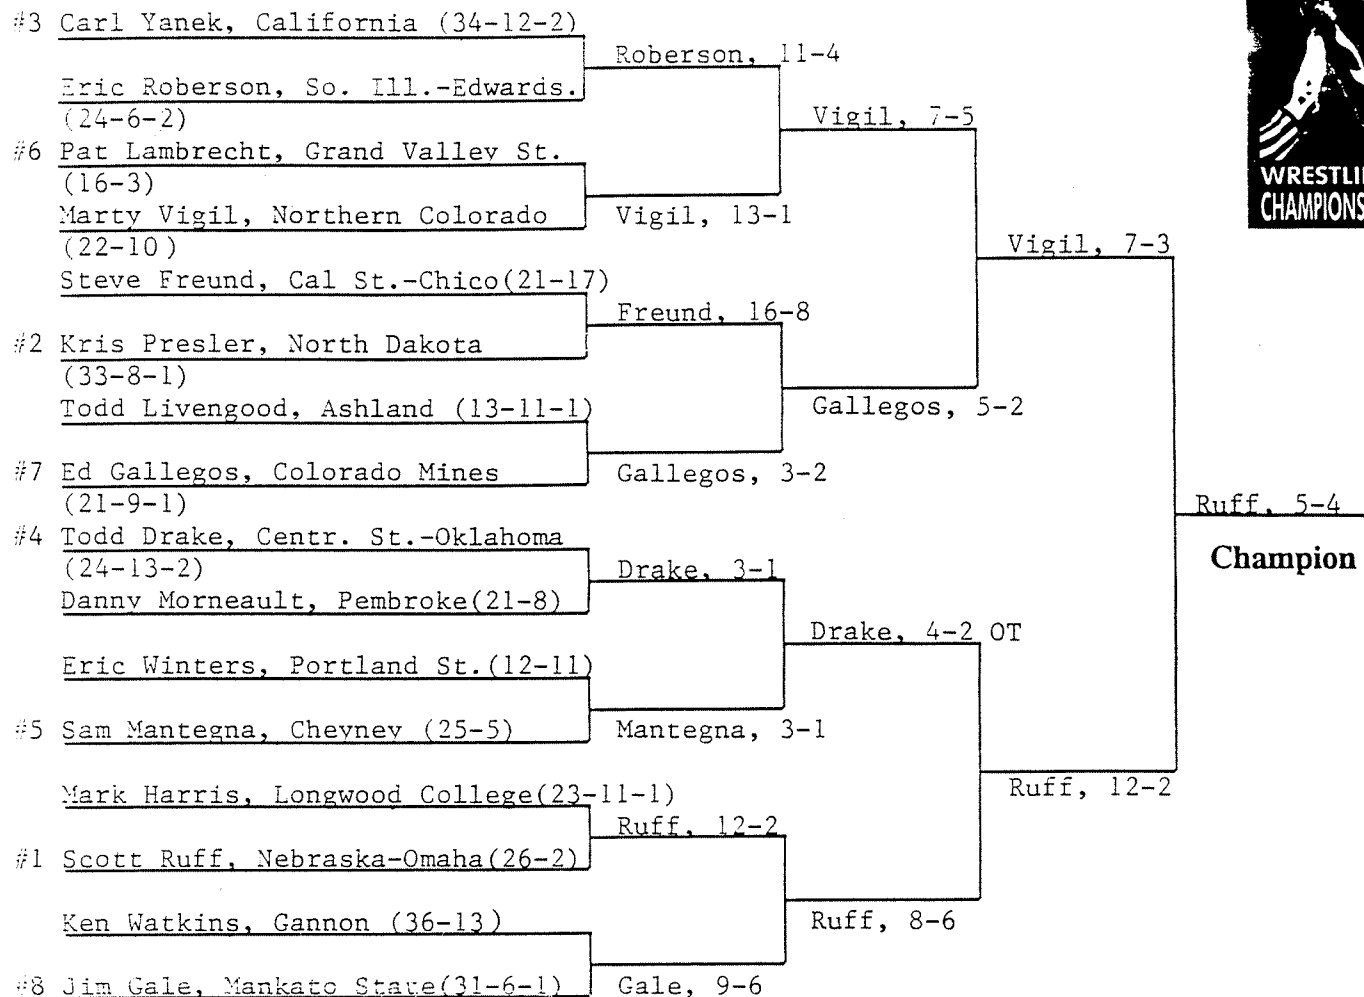 #3 Carl Yanek, California (34-12-2)
Roberson, 11-4
Eric Roberson, So. Ill.-Edwards.
(24-6-2)
Vigil, 7-5
#6 Pat Lambrecht, Grand Valley St.
(16-3)
Marty Vigil, Northern Colorado
Vigil, 13-1
(22-10)
Vigil, 7-3
Steve Freund, Cal St.-Chico(21-17)
Freund, 16-8
#2 Kris Presler, North Dakota
(33-8-1)
Todd Livengood, Ashland (13-11-1)
Gallegos, 5-2
#7 Ed Gallegos, Colorado Mines
Gallegos, 3-2
(21-9-1)
Ruff, 5-4
Champion
#4 Todd Drake, Centr. St.-Oklahoma
(24-13-2)
Drake, 3-1
Danny Morneault, Pembroke(21-8)
Drake, 4-2 OT
Eric Winters, Portland St.(12-11)
#5 Sam Mantegna, Cheyney (25-5)
Mantegna, 3-1
Mark Harris, Longwood College(23-11-1)
Ruff, 12-2
Ruff, 12-2
#1 Scott Ruff, Nebraska-Omaha(26-2)
Ken Watkins, Gannon (36-13)
Ruff, 8-6
#8 Jim Gale, Mankato State(31-6-1)
Gale, 9-6
WRESTLI
CHAMPIONS